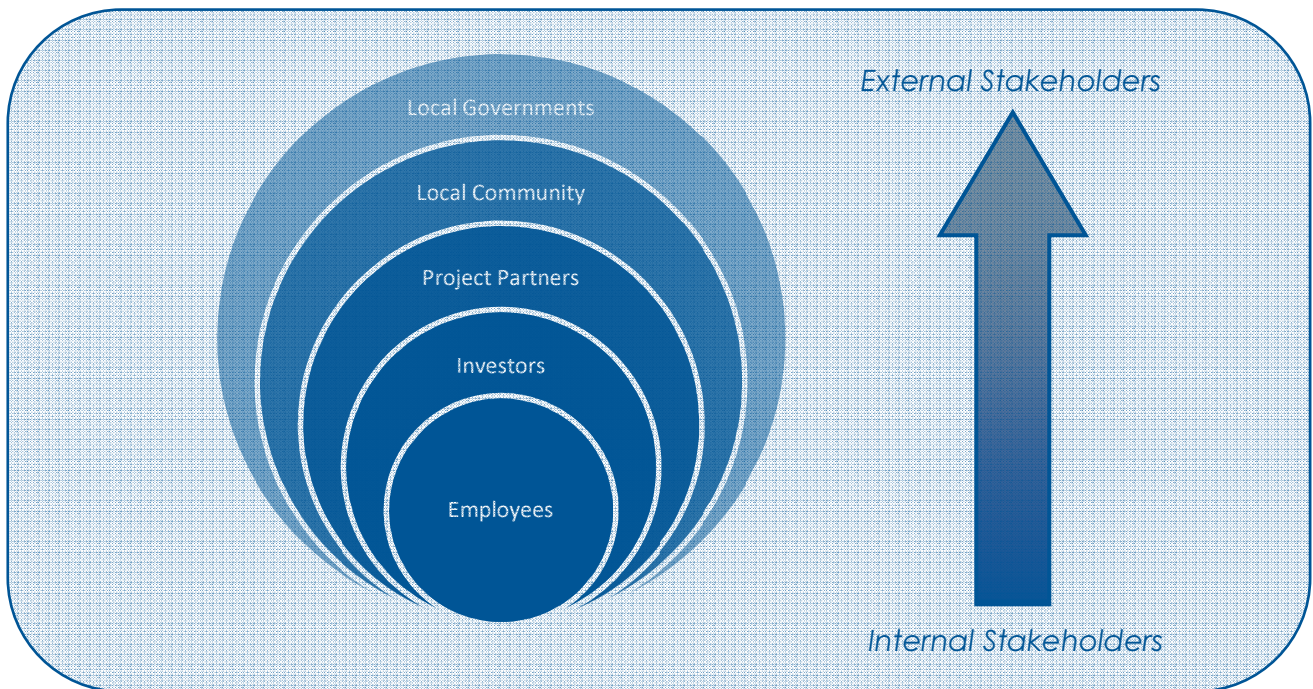 External Stakeholders
Local Governments
Local Community
Project Partners
Investors
Employees
Internal Stakeholders